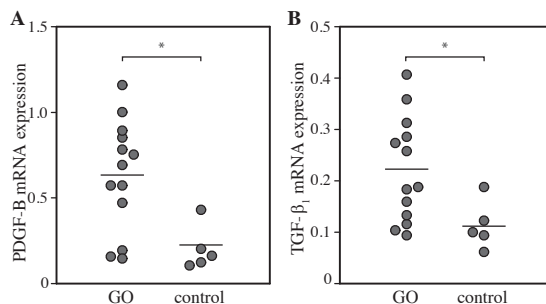 A
B
PDGF-B mRNA expression
1.5
1.0
0.5
0
*
GO control
TGF-β1 mRNA expression
0.5
0.4
0.3
0.2
0.1
0
*
GO control